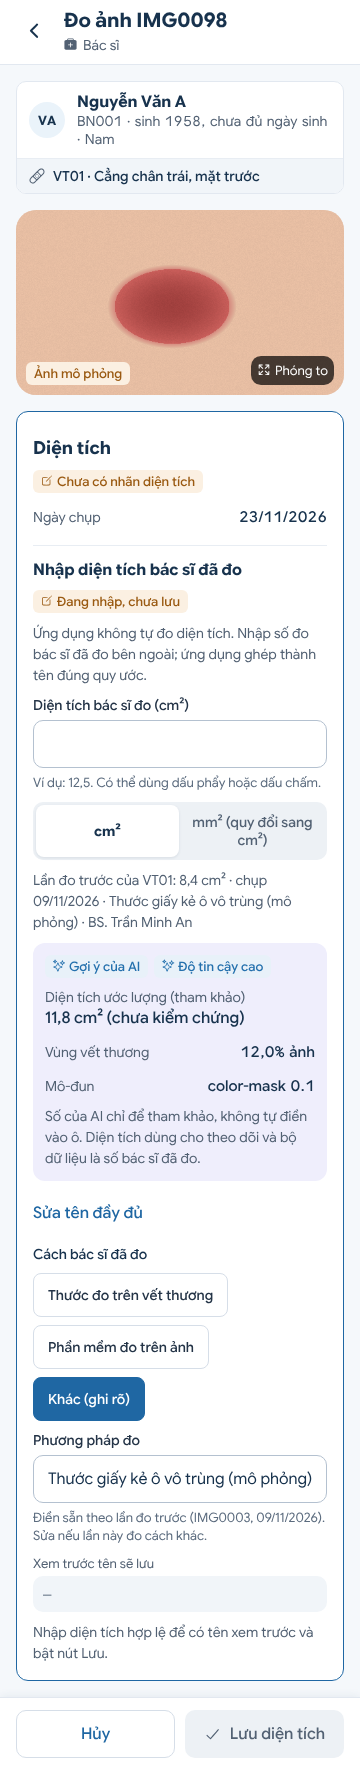 Đo ảnh IMG0098
Bác sĩ
VA
Nguyễn Văn A
BN001 · sinh 1958, chưa đủ ngày sinh
· Nam
VT01 · Cẳng chân trái, mặt trước
Ảnh mô phỏng
Phóng to
Diện tích
Chưa có nhãn diện tích
Ngày chụp
23/11/2026
Nhập diện tích bác sĩ đã đo
Đang nhập, chưa lưu
Ứng dụng không tự đo diện tích. Nhập số đo
bác sĩ đã đo bên ngoài; ứng dụng ghép thành
tên đúng quy ước.
Diện tích bác sĩ đo (cm²)
Ví dụ: 12,5. Có thể dùng dấu phẩy hoặc dấu chấm.
cm²
mm² (quy đổi sang
cm²)
Lần đo trước của VT01: 8,4 cm² · chụp
09/11/2026 · Thước giấy kẻ ô vô trùng (mô
phỏng) · BS. Trần Minh An
Gợi ý của AI
Độ tin cậy cao
Diện tích ước lượng (tham khảo)
11,8 cm² (chưa kiểm chứng)
Vùng vết thương
12,0% ảnh
Mô-đun
color-mask 0.1
Số của AI chỉ để tham khảo, không tự điền
vào ô. Diện tích dùng cho theo dõi và bộ
dữ liệu là số bác sĩ đã đo.
Sửa tên đầy đủ
Cách bác sĩ đã đo
Thước đo trên vết thương
Phần mềm đo trên ảnh
Khác (ghi rõ)
Phương pháp đo
Thước giấy kẻ ô vô trùng (mô phỏng)
Điền sẵn theo lần đo trước (IMG0003, 09/11/2026).
Sửa nếu lần này đo cách khác.
Xem trước tên sẽ lưu
–
Nhập diện tích hợp lệ để có tên xem trước và
bật nút Lưu.
Hủy
Lưu diện tích